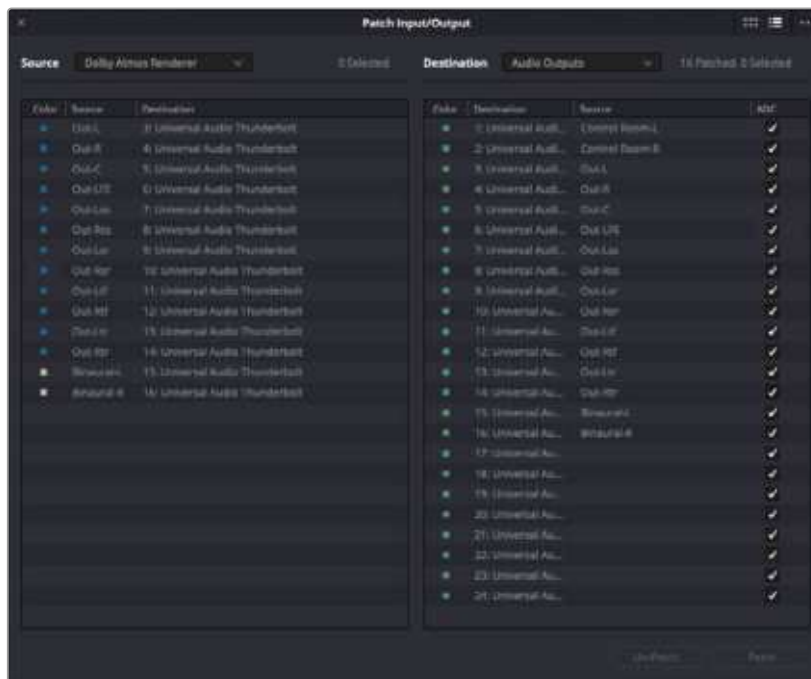 Patch Input/Output
Source Dolby Atmos Renderer 0 Selected
Destination Audio Outputs 16 Patched, 0 Selected
Color Source Destination
Out-L 3: Universal Audio Thunderbolt
Out-R 4: Universal Audio Thunderbolt
Out-C 5: Universal Audio Thunderbolt
Out-LFE 6: Universal Audio Thunderbolt
Out-Lss 7: Universal Audio Thunderbolt
Out-Rss 8: Universal Audio Thunderbolt
Out-Lsr 9: Universal Audio Thunderbolt
Out-Rsr 10: Universal Audio Thunderbolt
Out-Ltf 11: Universal Audio Thunderbolt
Out-Rtf 12: Universal Audio Thunderbolt
Out-Ltr 13: Universal Audio Thunderbolt
Out-Rtr 14: Universal Audio Thunderbolt
Binaural-L 15: Universal Audio Thunderbolt
Binaural-R 16: Universal Audio Thunderbolt
Color Destination Source ADC
1: Universal Audi... Control Room-L
2: Universal Audi... Control Room-R
3: Universal Audi... Out-L
4: Universal Audi... Out-R
5: Universal Audi... Out-C
6: Universal Audi... Out-LFE
7: Universal Audi... Out-Lss
8: Universal Audi... Out-Rss
9: Universal Audi... Out-Lsr
10: Universal Au... Out-Rsr
11: Universal Au... Out-Ltf
12: Universal Au... Out-Rtf
13: Universal Au... Out-Ltr
14: Universal Au... Out-Rtr
15: Universal Au... Binaural-L
16: Universal Au... Binaural-R
17: Universal Au...
18: Universal Au...
19: Universal Au...
20: Universal Au...
21: Universal Au...
22: Universal Au...
23: Universal Au...
24: Universal Au...
Un-Patch Patch